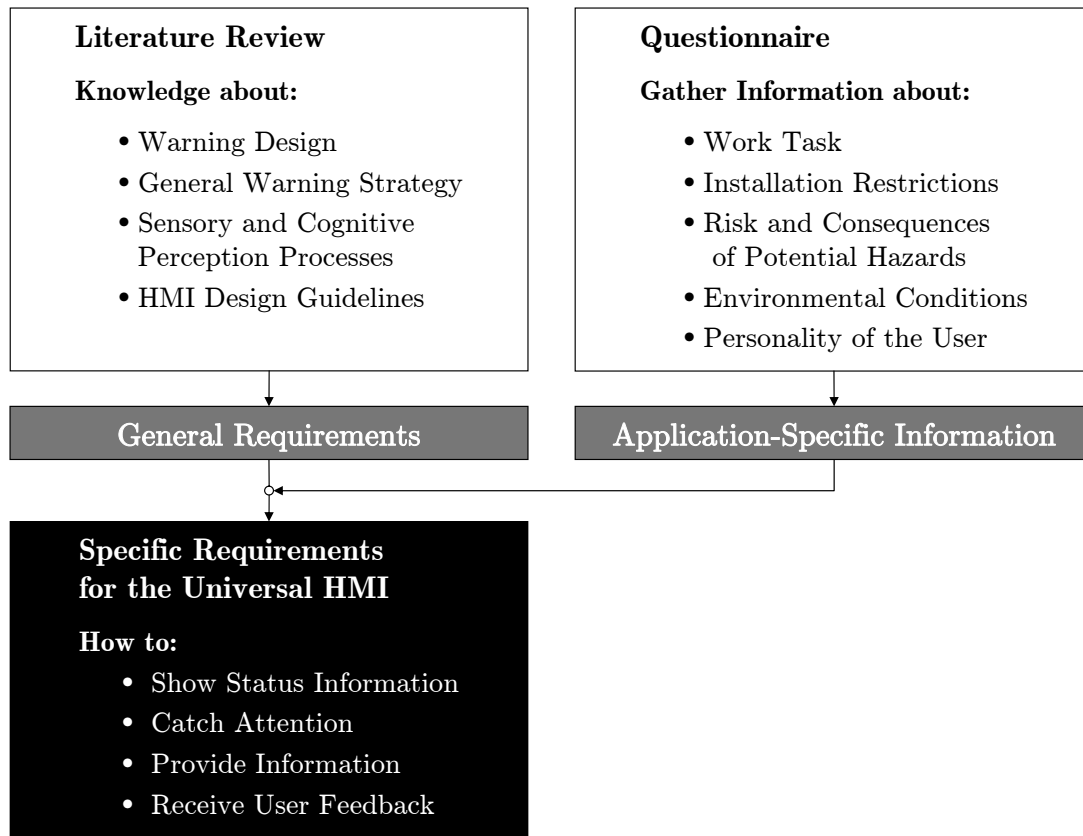 Literature Review
Knowledge about:
• Warning Design
• General Warning Strategy
• Sensory and Cognitive
Perception Processes
• HMI Design Guidelines
Questionnaire
Gather Information about:
• Work Task
• Installation Restrictions
• Risk and Consequences
of Potential Hazards
• Environmental Conditions
• Personality of the User
General Requirements
Application-Specific Information
Specific Requirements
for the Universal HMI
How to:
• Show Status Information
• Catch Attention
• Provide Information
• Receive User Feedback